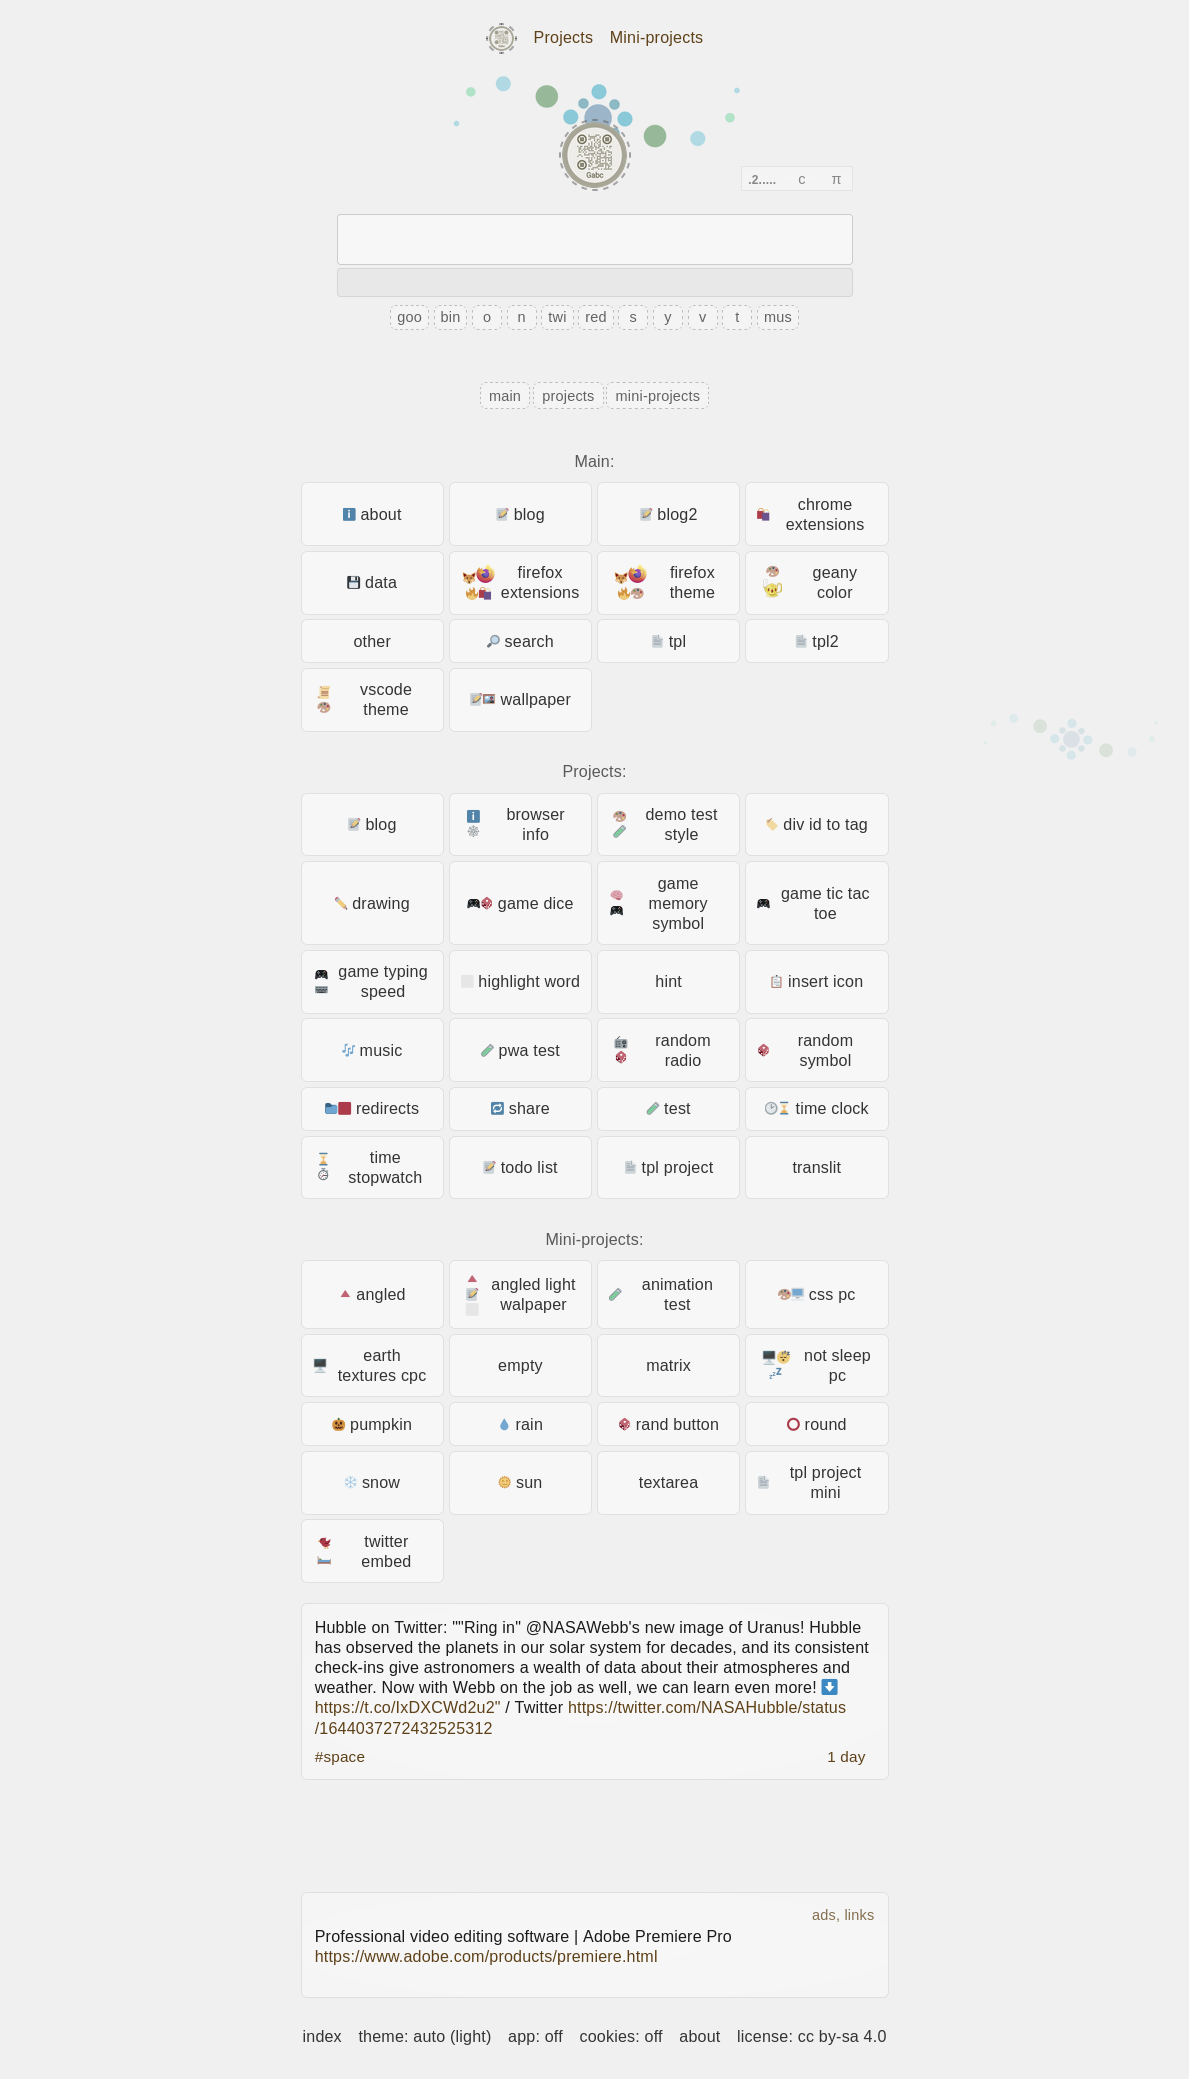 Projects Mini-projects
Gabc
.2..... c π
goo bin o n twi red s y v t mus
main projects mini-projects
Main:
about
blog
blog2
chrome
extensions
data
firefox
extensions
firefox
theme
geany
color
other
search
tpl
tpl2
vscode
theme
wallpaper
Projects:
blog
browser
info
demo test
style
div id to tag
drawing
game dice
game
memory
symbol
game tic tac
toe
game typing
speed
highlight word
hint
insert icon
music
pwa test
random
radio
random
symbol
redirects
share
test
time clock
time
stopwatch
todo list
tpl project
translit
Mini-projects:
angled
angled light
walpaper
animation
test
css pc
earth
textures cpc
empty
matrix
not sleep
pc
pumpkin
rain
rand button
round
snow
sun
textarea
tpl project
mini
twitter
embed
Hubble on Twitter: ""Ring in" @NASAWebb's new image of Uranus! Hubble
has observed the planets in our solar system for decades, and its consistent
check-ins give astronomers a wealth of data about their atmospheres and
weather. Now with Webb on the job as well, we can learn even more! ⬇
https://t.co/IxDXCWd2u2" / Twitter https://twitter.com/NASAHubble/status
/1644037272432525312
#space 1 day
ads, links
Professional video editing software | Adobe Premiere Pro
https://www.adobe.com/products/premiere.html
index theme: auto (light) app: off cookies: off about license: cc by-sa 4.0